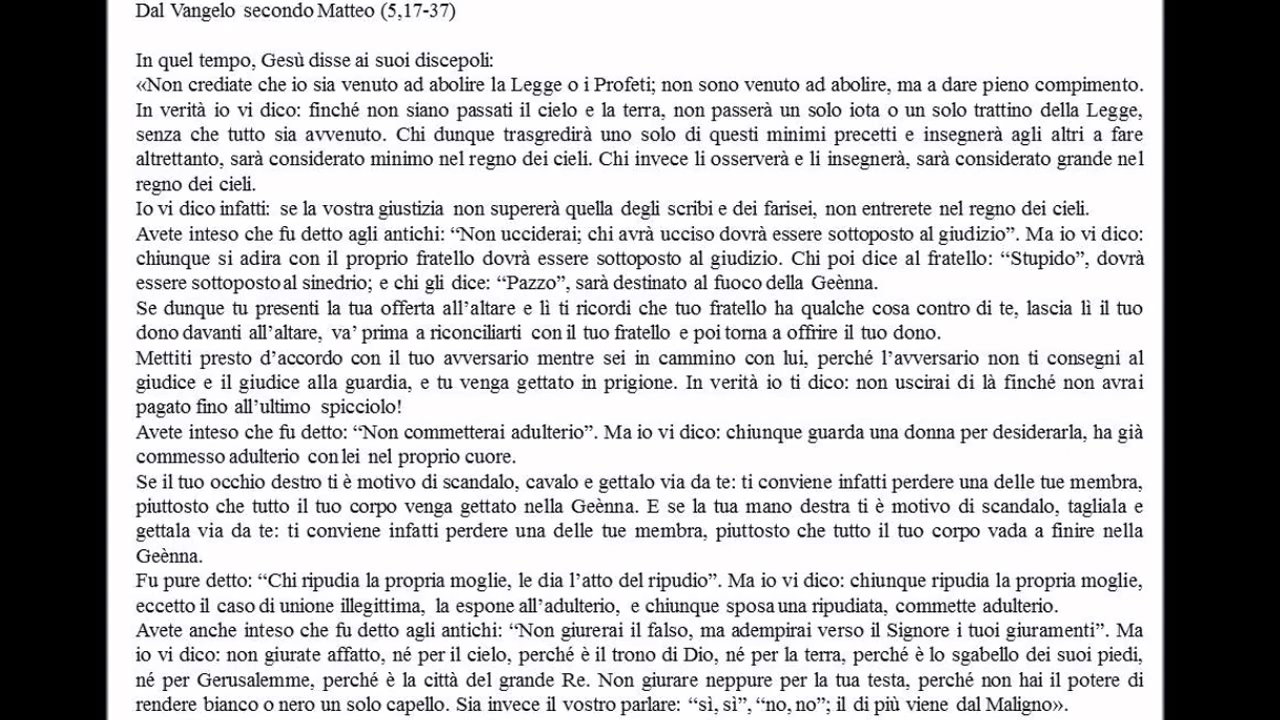 Dal Vangelo secondo Matteo (5,17-37)
In quel tempo, Gesù disse ai suoi discepoli:
«Non crediate che io sia venuto ad abolire la Legge o i Profeti; non sono venuto ad abolire, ma a dare pieno compimento.
In verità io vi dico: finché non siano passati il cielo e la terra, non passerà un solo iota o un solo trattino della Legge,
senza che tutto sia avvenuto. Chi dunque trasgredirà uno solo di questi minimi precetti e insegnerà agli altri a fare
altrettanto, sarà considerato minimo nel regno dei cieli. Chi invece li osserverà e li insegnerà, sarà considerato grande nel
regno dei cieli.
Io vi dico infatti: se la vostra giustizia non supererà quella degli scribi e dei farisei, non entrerete nel regno dei cieli.
Avete inteso che fu detto agli antichi: “Non ucciderai; chi avrà ucciso dovrà essere sottoposto al giudizio”. Ma io vi dico:
chiunque si adira con il proprio fratello dovrà essere sottoposto al giudizio. Chi poi dice al fratello: “Stupido”, dovrà
essere sottoposto al sinedrio; e chi gli dice: “Pazzo”, sarà destinato al fuoco della Geènna.
Se dunque tu presenti la tua offerta all’altare e lì ti ricordi che tuo fratello ha qualche cosa contro di te, lascia lì il tuo
dono davanti all’altare, va’ prima a riconciliarti con il tuo fratello e poi torna a offrire il tuo dono.
Mettiti presto d’accordo con il tuo avversario mentre sei in cammino con lui, perché l’avversario non ti consegni al
giudice e il giudice alla guardia, e tu venga gettato in prigione. In verità io ti dico: non uscirai di là finché non avrai
pagato fino all’ultimo spicciolo!
Avete inteso che fu detto: “Non commetterai adulterio”. Ma io vi dico: chiunque guarda una donna per desiderarla, ha già
commesso adulterio con lei nel proprio cuore.
Se il tuo occhio destro ti è motivo di scandalo, cavalo e gettalo via da te: ti conviene infatti perdere una delle tue membra,
piuttosto che tutto il tuo corpo venga gettato nella Geènna. E se la tua mano destra ti è motivo di scandalo, tagliala e
gettala via da te: ti conviene infatti perdere una delle tue membra, piuttosto che tutto il tuo corpo vada a finire nella
Geènna.
Fu pure detto: “Chi ripudia la propria moglie, le dia l’atto del ripudio”. Ma io vi dico: chiunque ripudia la propria moglie,
eccetto il caso di unione illegittima, la espone all’adulterio, e chiunque sposa una ripudiata, commette adulterio.
Avete anche inteso che fu detto agli antichi: “Non giurerai il falso, ma adempirai verso il Signore i tuoi giuramenti”. Ma
io vi dico: non giurate affatto, né per il cielo, perché è il trono di Dio, né per la terra, perché è lo sgabello dei suoi piedi,
né per Gerusalemme, perché è la città del grande Re. Non giurare neppure per la tua testa, perché non hai il potere di
rendere bianco o nero un solo capello. Sia invece il vostro parlare: “sì, sì”, “no, no”; il di più viene dal Maligno».